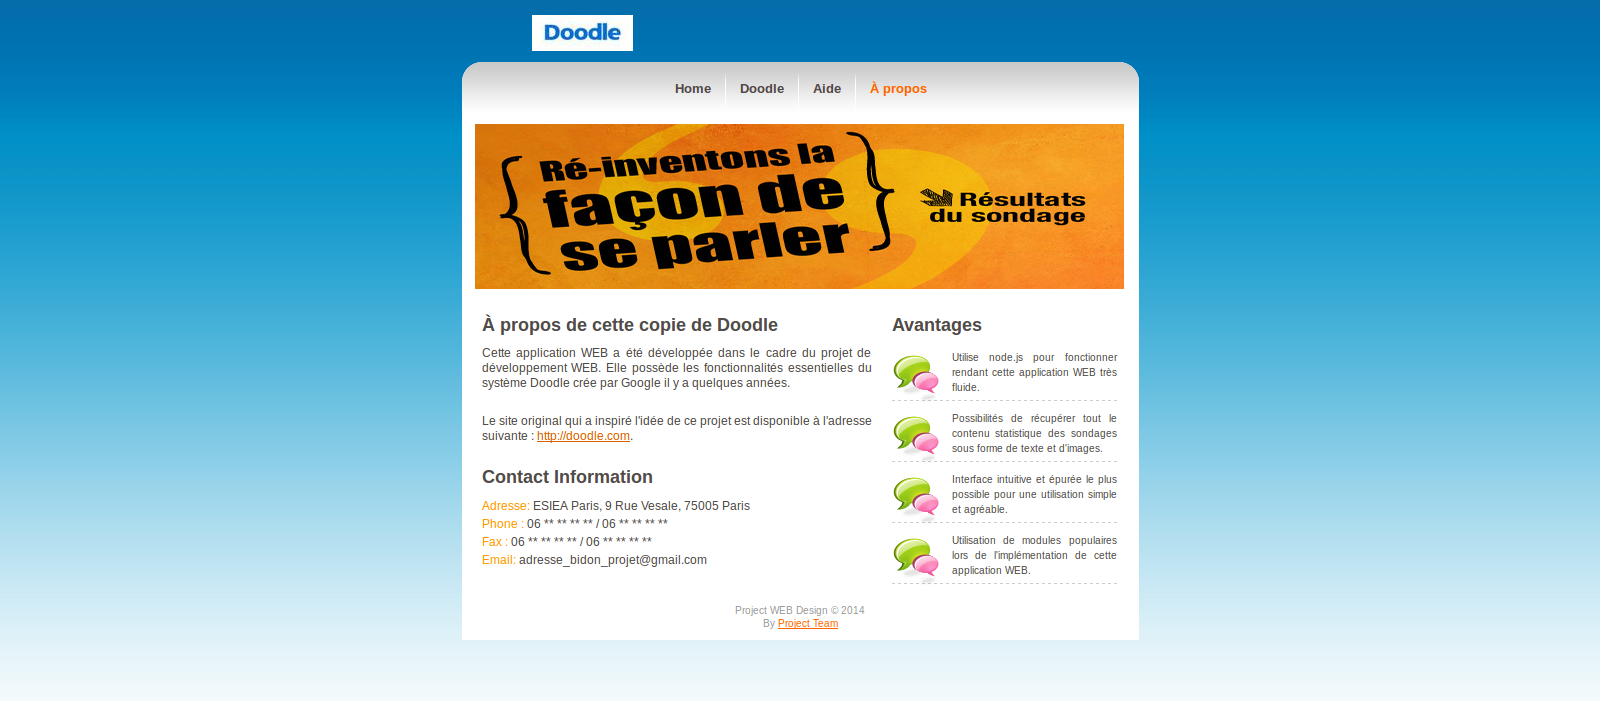 Doodle
Home
Doodle
Aide
À propos
Ré-inventons la
façon de
se parler
Résultats
du sondage
À propos de cette copie de Doodle
Cette application WEB a été développée dans le cadre du projet de
développement WEB. Elle possède les fonctionnalités essentielles du
système Doodle crée par Google il y a quelques années.
Le site original qui a inspiré l'idée de ce projet est disponible à l'adresse
suivante : http://doodle.com.
Contact Information
Adresse: ESIEA Paris, 9 Rue Vesale, 75005 Paris
Phone : 06 ** ** ** ** / 06 ** ** ** **
Fax : 06 ** ** ** ** / 06 ** ** ** **
Email: adresse_bidon_projet@gmail.com
Avantages
Utilise node.js pour fonctionner
rendant cette application WEB très
fluide.
Possibilités de récupérer tout le
contenu statistique des sondages
sous forme de texte et d'images.
Interface intuitive et épurée le plus
possible pour une utilisation simple
et agréable.
Utilisation de modules populaires
lors de l'implémentation de cette
application WEB.
Project WEB Design © 2014
By Project Team